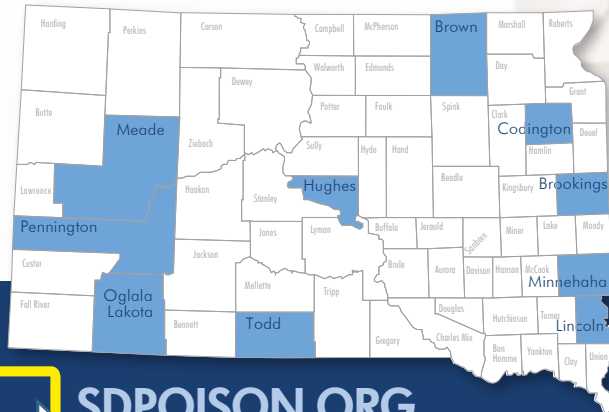 Harding
Perkins
Corson
Campbell
McPherson
Brown
Marshall
Roberts
Walworth
Edmunds
Day
Dewey
Grant
Butte
Meade
Potter
Faulk
Spink
Clark
Codington
Deuel
Ziebach
Sully
Hyde
Hand
Hamlin
Lawrence
Haakon
Stanley
Hughes
Beadle
Kingsbury
Brookings
Pennington
Jones
Lyman
Buffalo
Jerauld
Sanborn
Miner
Lake
Moody
Custer
Jackson
Brule
Aurora
Davison
Hanson
McCook
Minnehaha
Fall River
Oglala
Lakota
Mellette
Tripp
Bennett
Todd
Gregory
Douglas
Charles Mix
Hutchinson
Turner
Lincoln
Bon
Homme
Yankton
Clay
Union
SDPOISON.ORG